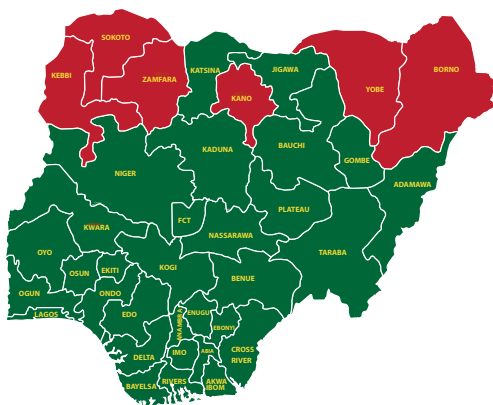 SOKOTO
KEBBI
ZAMFARA
KATSINA
JIGAWA
KANO
YOBE
BORNO
KADUNA
BAUCHI
GOMBE
NIGER
ADAMAWA
PLATEAU
FCT
KWARA
NASSARAWA
OYO
TARABA
KOGI
OSUN
EKITI
BENUE
OGUN
ONDO
LAGOS
EDO
ANAMBRA
ENUGU
EBONYI
DELTA
IMO
ABIA
CROSS
RIVER
BAYELSA
RIVERS
AKWA
IBOM